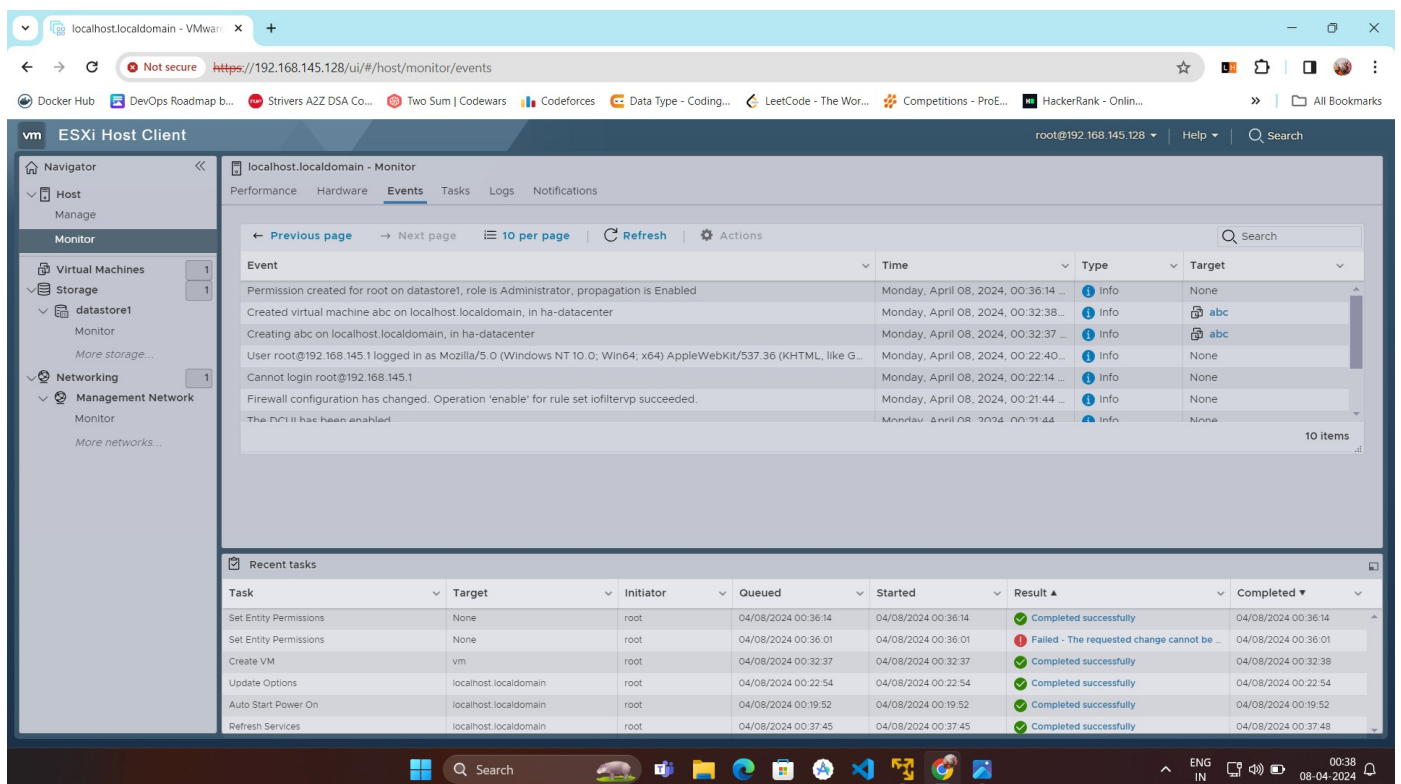 localhost.localdomain - VMwar
Not secure https://192.168.145.128/ui/#/host/monitor/events
Docker Hub DevOps Roadmap b... Strivers A2Z DSA Co... Two Sum | Codewars Codeforces Data Type - Coding... LeetCode - The Wor... Competitions - ProE... HackerRank - Onlin... » All Bookmarks
vm ESXi Host Client root@192.168.145.128 Help Search
Navigator
Host
Manage
Monitor
Virtual Machines 1
Storage 1
datastore1
Monitor
More storage...
Networking 1
Management Network
Monitor
More networks...
localhost.localdomain - Monitor
Performance Hardware Events Tasks Logs Notifications
Previous page Next page 10 per page Refresh Actions Search
Event Time Type Target
Permission created for root on datastore1, role is Administrator, propagation is Enabled Monday, April 08, 2024, 00:36:14 ... Info None
Created virtual machine abc on localhost.localdomain, in ha-datacenter Monday, April 08, 2024, 00:32:38... Info abc
Creating abc on localhost.localdomain, in ha-datacenter Monday, April 08, 2024, 00:32:37 ... Info abc
User root@192.168.145.1 logged in as Mozilla/5.0 (Windows NT 10.0; Win64; x64) AppleWebKit/537.36 (KHTML, like G... Monday, April 08, 2024, 00:22:40... Info None
Cannot login root@192.168.145.1 Monday, April 08, 2024, 00:22:14 ... Info None
Firewall configuration has changed. Operation 'enable' for rule set iofiltervp succeeded. Monday, April 08, 2024, 00:21:44 ... Info None
The DCUI has been enabled. Monday, April 08, 2024, 00:21:44 Info None
10 items
Recent tasks
Task Target Initiator Queued Started Result ▲ Completed ▼
Set Entity Permissions None root 04/08/2024 00:36:14 04/08/2024 00:36:14 Completed successfully 04/08/2024 00:36:14
Set Entity Permissions None root 04/08/2024 00:36:01 04/08/2024 00:36:01 Failed - The requested change cannot be ... 04/08/2024 00:36:01
Create VM vm root 04/08/2024 00:32:37 04/08/2024 00:32:37 Completed successfully 04/08/2024 00:32:38
Update Options localhost.localdomain root 04/08/2024 00:22:54 04/08/2024 00:22:54 Completed successfully 04/08/2024 00:22:54
Auto Start Power On localhost.localdomain root 04/08/2024 00:19:52 04/08/2024 00:19:52 Completed successfully 04/08/2024 00:19:52
Refresh Services localhost.localdomain root 04/08/2024 00:37:45 04/08/2024 00:37:45 Completed successfully 04/08/2024 00:37:48
Search ENG 00:38
IN 08-04-2024